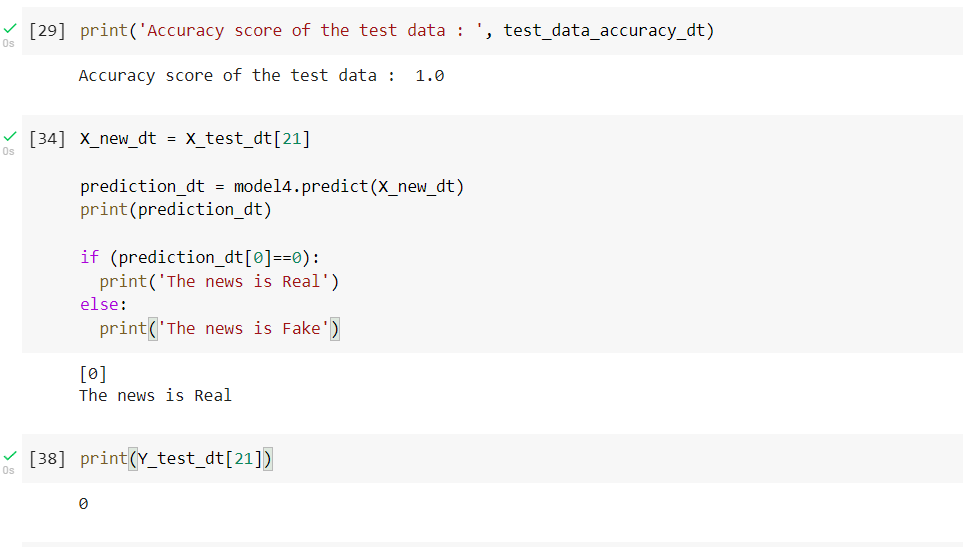 [29] print('Accuracy score of the test data : ', test_data_accuracy_dt)
0s
Accuracy score of the test data :  1.0
[34] X_new_dt = X_test_dt[21]
0s
prediction_dt = model4.predict(X_new_dt)
print(prediction_dt)
if (prediction_dt[0]==0):
  print('The news is Real')
else:
  print('The news is Fake')
[0]
The news is Real
[38] print(Y_test_dt[21])
0s
0